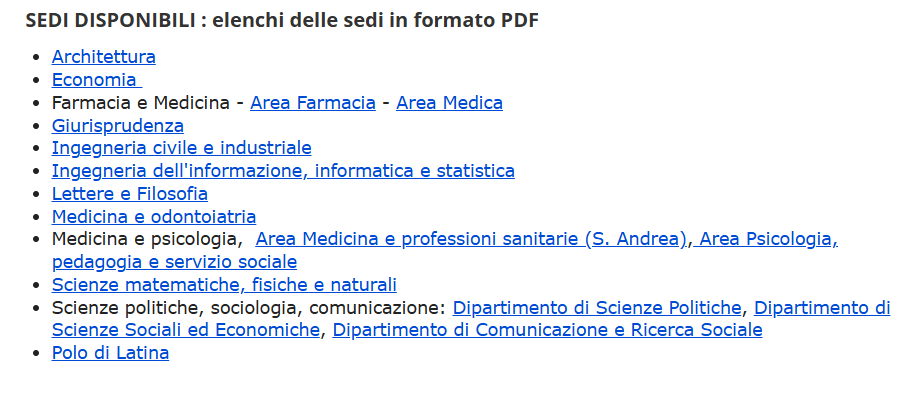 SEDI DISPONIBILI : elenchi delle sedi in formato PDF
• Architettura
• Economia
• Farmacia e Medicina - Area Farmacia - Area Medica
• Giurisprudenza
• Ingegneria civile e industriale
• Ingegneria dell'informazione, informatica e statistica
• Lettere e Filosofia
• Medicina e odontoiatria
• Medicina e psicologia, Area Medicina e professioni sanitarie (S. Andrea), Area Psicologia,
pedagogia e servizio sociale
• Scienze matematiche, fisiche e naturali
• Scienze politiche, sociologia, comunicazione: Dipartimento di Scienze Politiche, Dipartimento di
Scienze Sociali ed Economiche, Dipartimento di Comunicazione e Ricerca Sociale
• Polo di Latina